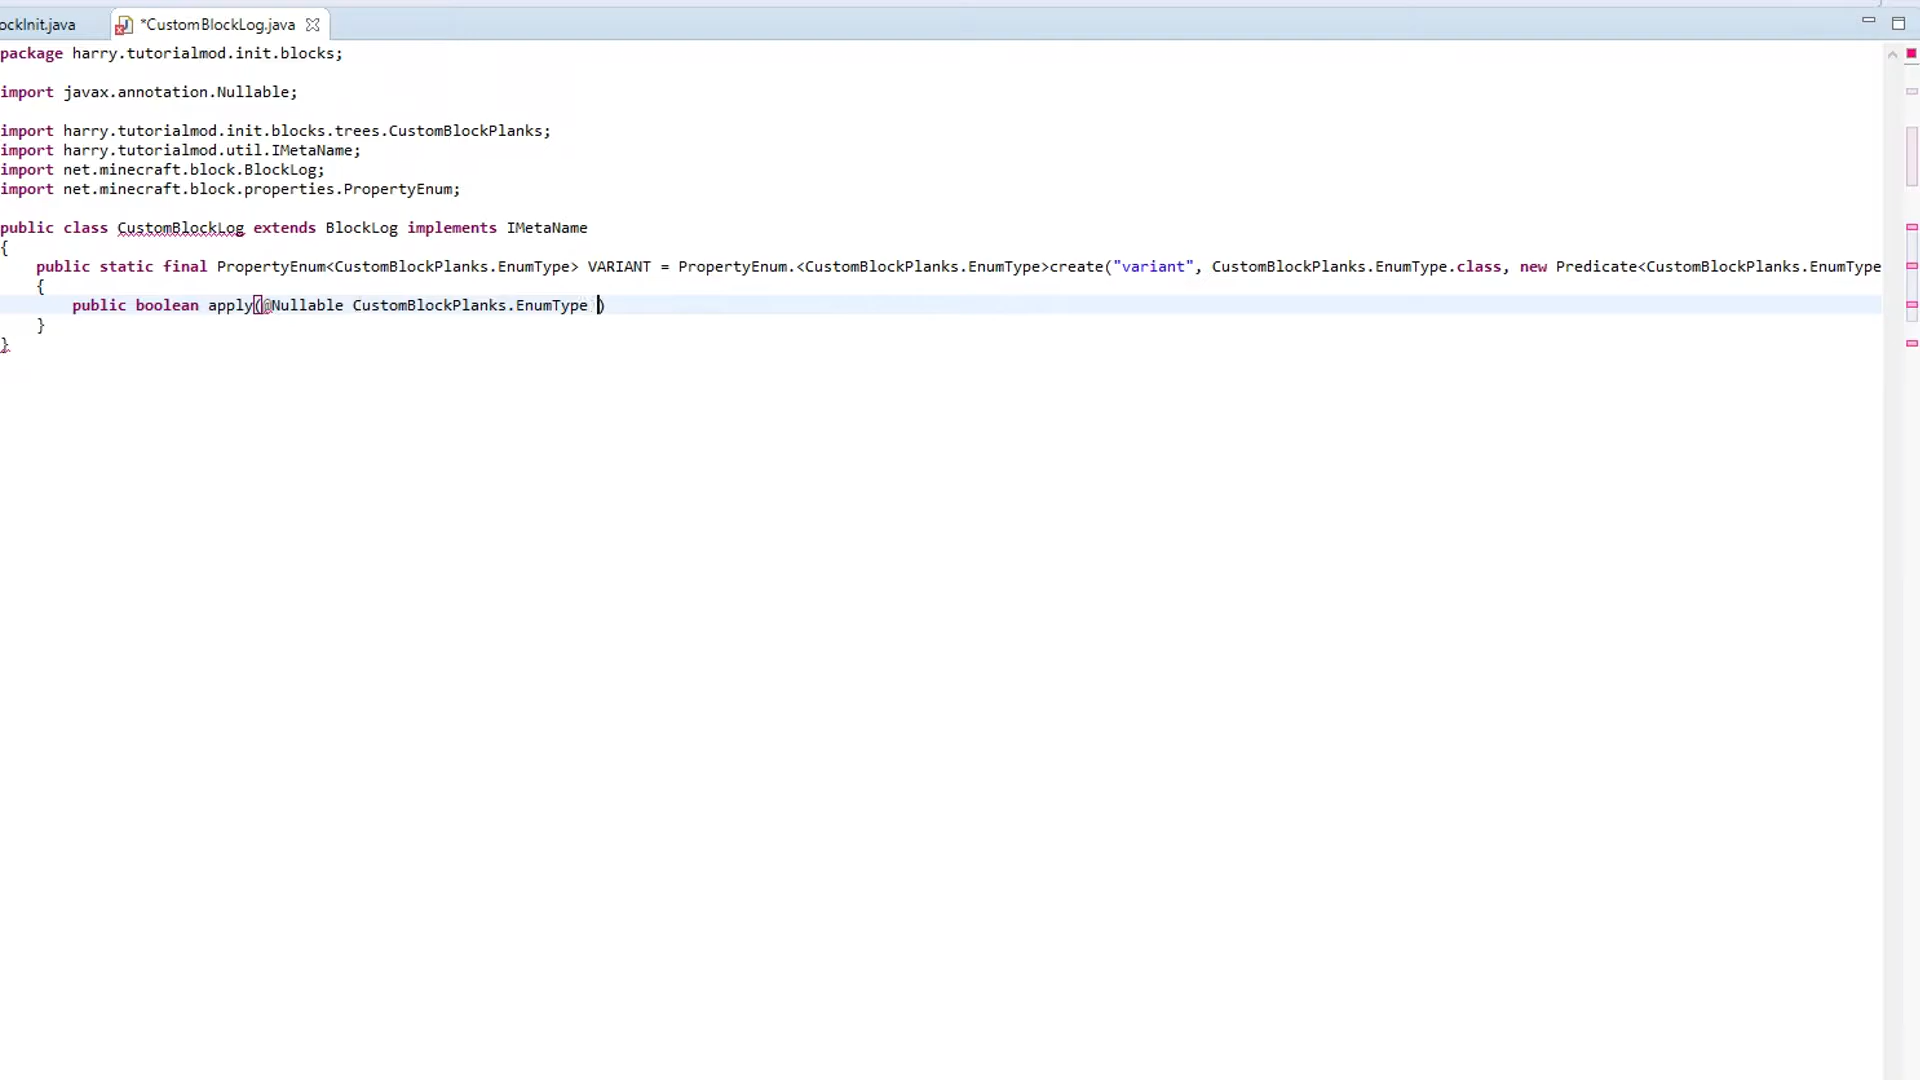 ockInit.java
*CustomBlockLog.java
package harry.tutorialmod.init.blocks;
import javax.annotation.Nullable;
import harry.tutorialmod.init.blocks.trees.CustomBlockPlanks;
import harry.tutorialmod.util.IMetaName;
import net.minecraft.block.BlockLog;
import net.minecraft.block.properties.PropertyEnum;
public class CustomBlockLog extends BlockLog implements IMetaName
{
    public static final PropertyEnum<CustomBlockPlanks.EnumType> VARIANT = PropertyEnum.<CustomBlockPlanks.EnumType>create("variant", CustomBlockPlanks.EnumType.class, new Predicate<CustomBlockPlanks.EnumType
    {
        public boolean apply(@Nullable CustomBlockPlanks.EnumType )
    }
}